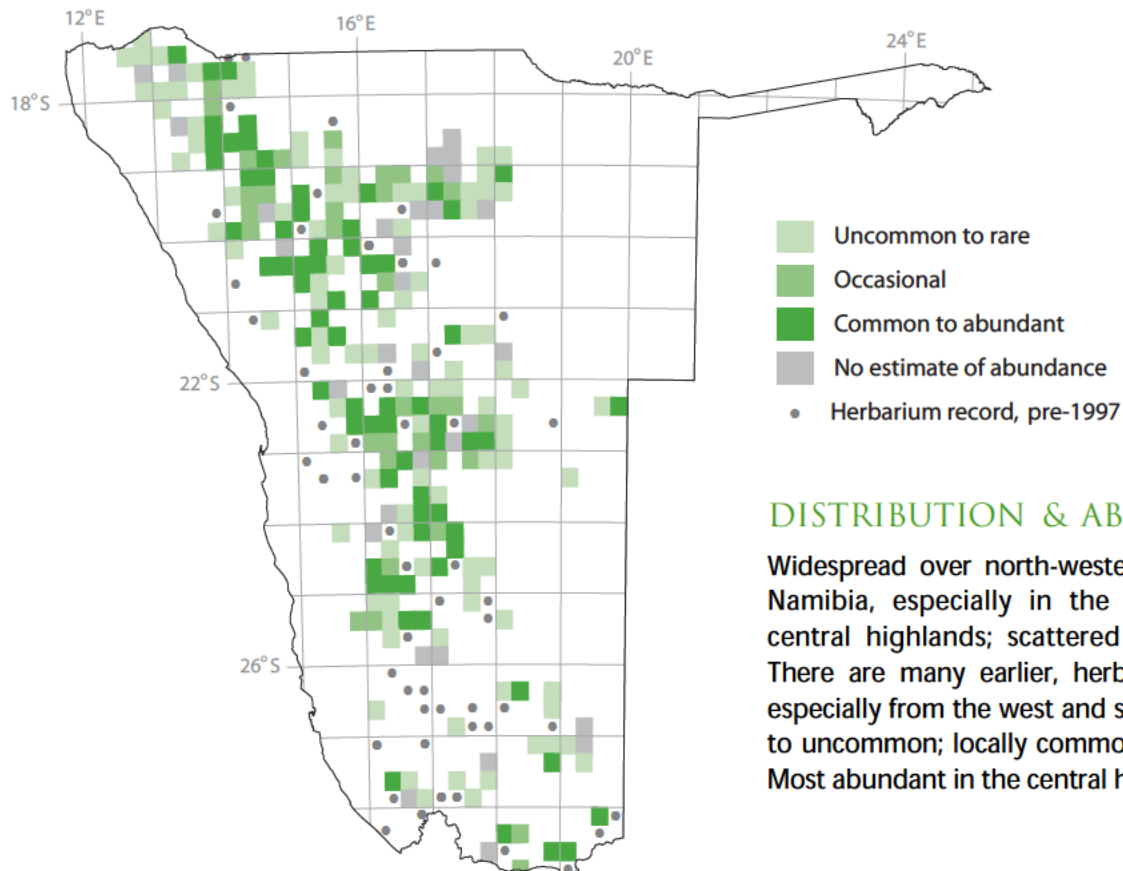 12°E
16°E
20°E
24°E
18°S
22°S
26°S
Uncommon to rare
Occasional
Common to abundant
No estimate of abundance
Herbarium record, pre-1997
DISTRIBUTION & AB
Widespread over north-weste
Namibia, especially in the
central highlands; scattered
There are many earlier, herb
especially from the west and s
to uncommon; locally commo
Most abundant in the central h